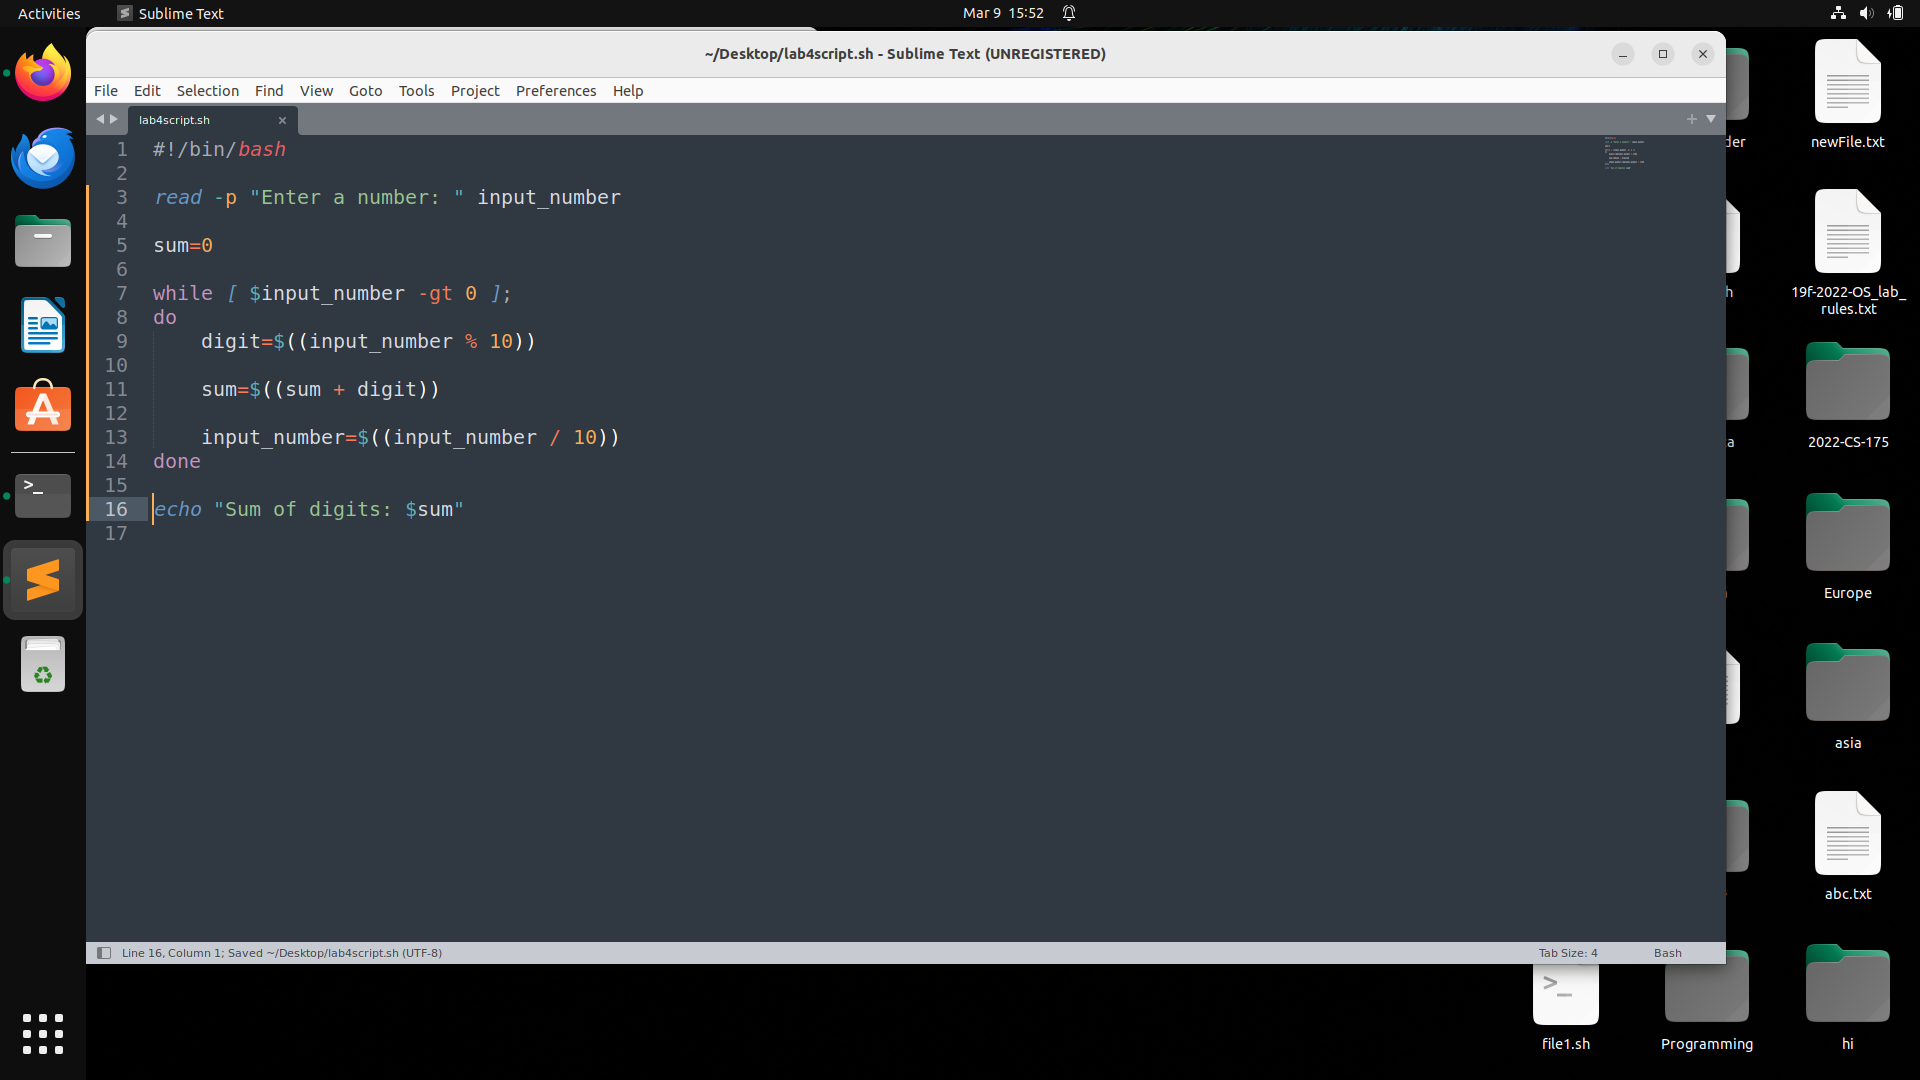 Activities
Sublime Text
Mar 9 15:52
~/Desktop/lab4script.sh - Sublime Text (UNREGISTERED)
File Edit Selection Find View Goto Tools Project Preferences Help
lab4script.sh
1 #!/bin/bash
2
3 read -p "Enter a number: " input_number
4
5 sum=0
6
7 while [ $input_number -gt 0 ];
8 do
9     digit=$((input_number % 10))
10
11     sum=$((sum + digit))
12
13     input_number=$((input_number / 10))
14 done
15
16 echo "Sum of digits: $sum"
17
Line 16, Column 1; Saved ~/Desktop/lab4script.sh (UTF-8)
Tab Size: 4
Bash
der
newFile.txt
h
19f-2022-OS_lab_
rules.txt
a
2022-CS-175
Europe
asia
abc.txt
file1.sh
Programming
hi